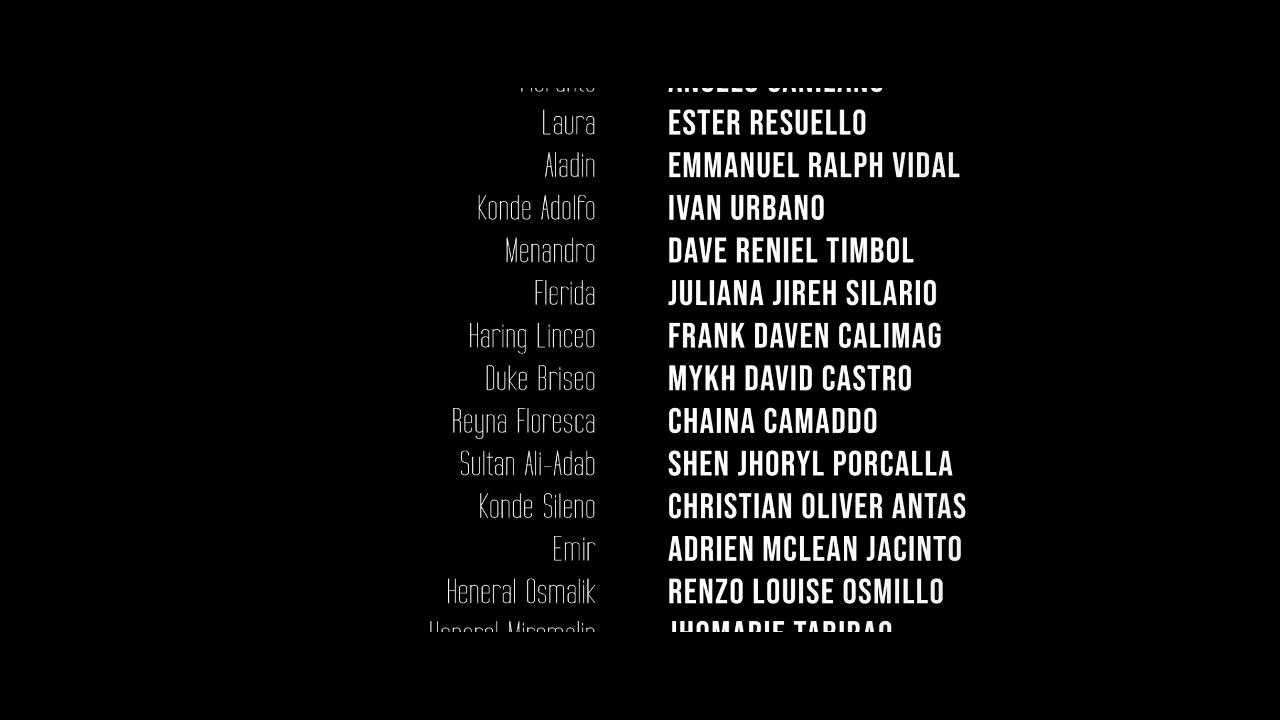 Laura ESTER RESUELLO
Aladin EMMANUEL RALPH VIDAL
Konde Adolfo IVAN URBANO
Menandro DAVE RENIEL TIMBOL
Flerida JULIANA JIREH SILARIO
Haring Linceo FRANK DAVEN CALIMAG
Duke Briseo MYKH DAVID CASTRO
Reyna Floresca CHAINA CAMADDO
Sultan Ali-Adab SHEN JHORYL PORCALLA
Konde Sileno CHRISTIAN OLIVER ANTAS
Emir ADRIEN MCLEAN JACINTO
Heneral Osmalik RENZO LOUISE OSMILLO